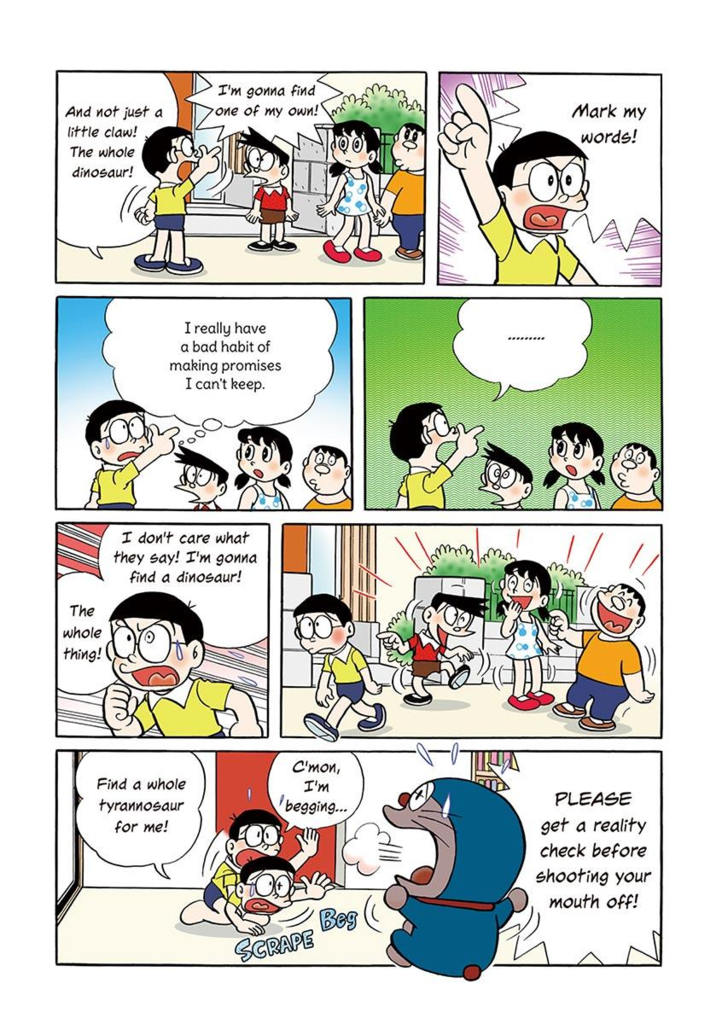 I'm gonna find
one of my own!
And not just a
little claw!
The whole
dinosaur!
Mark my
words!
I really have
a bad habit of
making promises
I can't keep.
.........
I don't care what
they say! I'm gonna
find a dinosaur!
The
whole
thing!
Find a whole
tyrannosaur
for me!
C'mon,
I'm
begging...
SCRAPE
Beg
PLEASE
get a reality
check before
shooting your
mouth off!